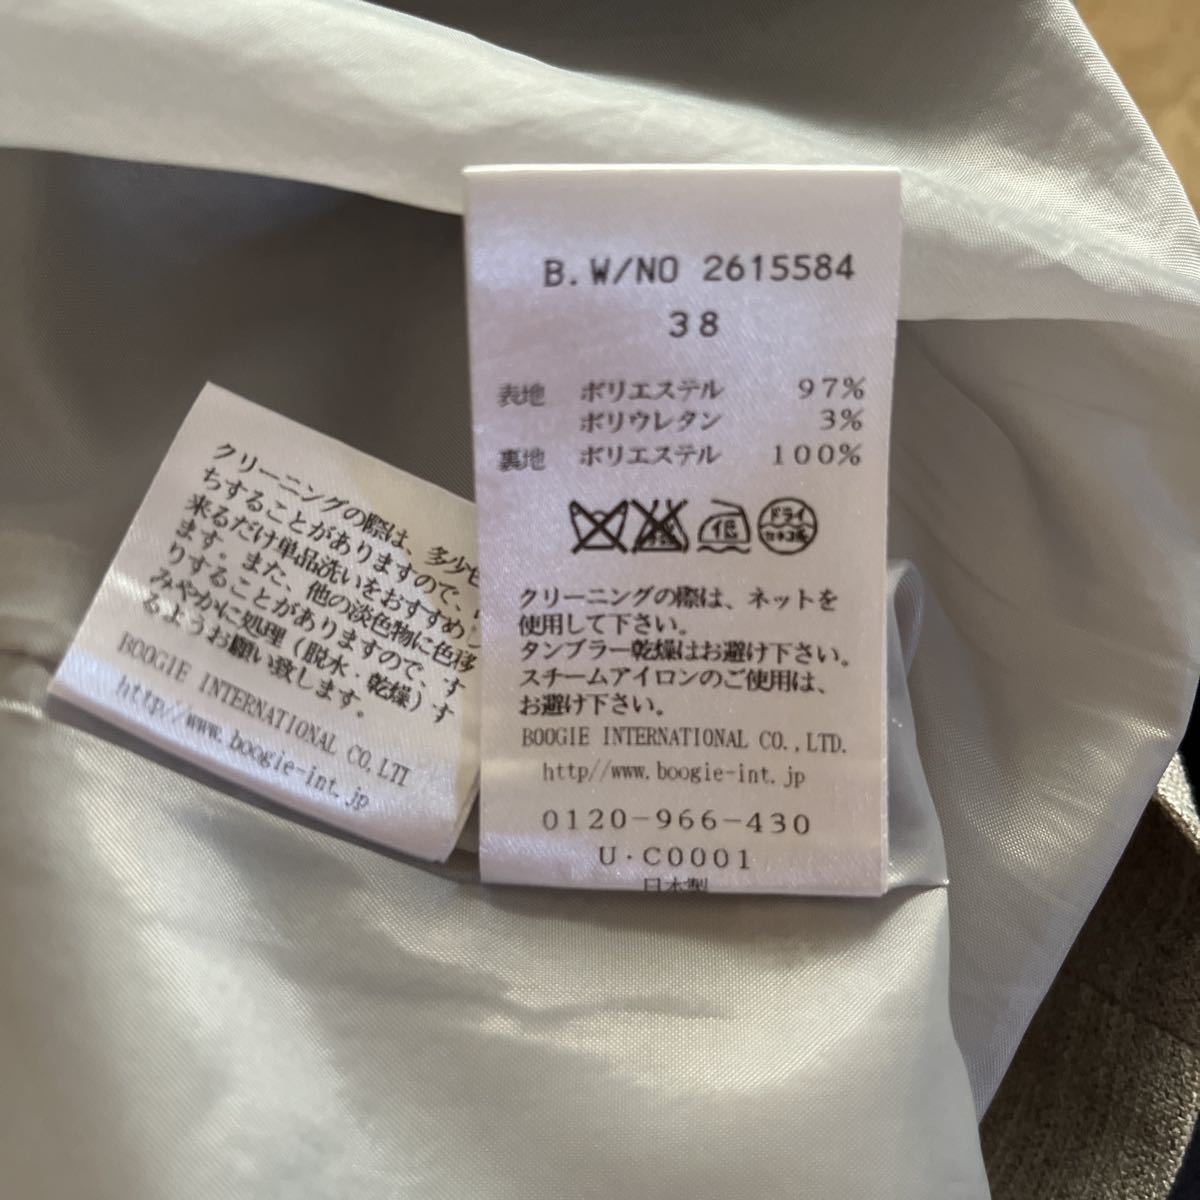 B.W/NO 2615584
38
表地 ポリエステル 97%
ポリウレタン 3%
裏地 ポリエステル 100%
低
ドライ
クリーニングの際は、ネットを
使用して下さい。
タンブラー乾燥はお避け下さい。
スチームアイロンのご使用は、
お避け下さい。
BOOGIE INTERNATIONAL CO.,LTD.
http//www.boogie-int.jp
0120-966-430
U・C0001
日本製
クリーニングの際は、多少
ちすることがありますので、
来るだけ単品洗いをおすすめ
ます。また、他の淡色物に色移
りすることがありますので、す
みやかに処理(脱水・乾燥)す
るようお願い致します。
BOOGIE INTERNATIONAL CO,LT
http//www.boogie-int.jp